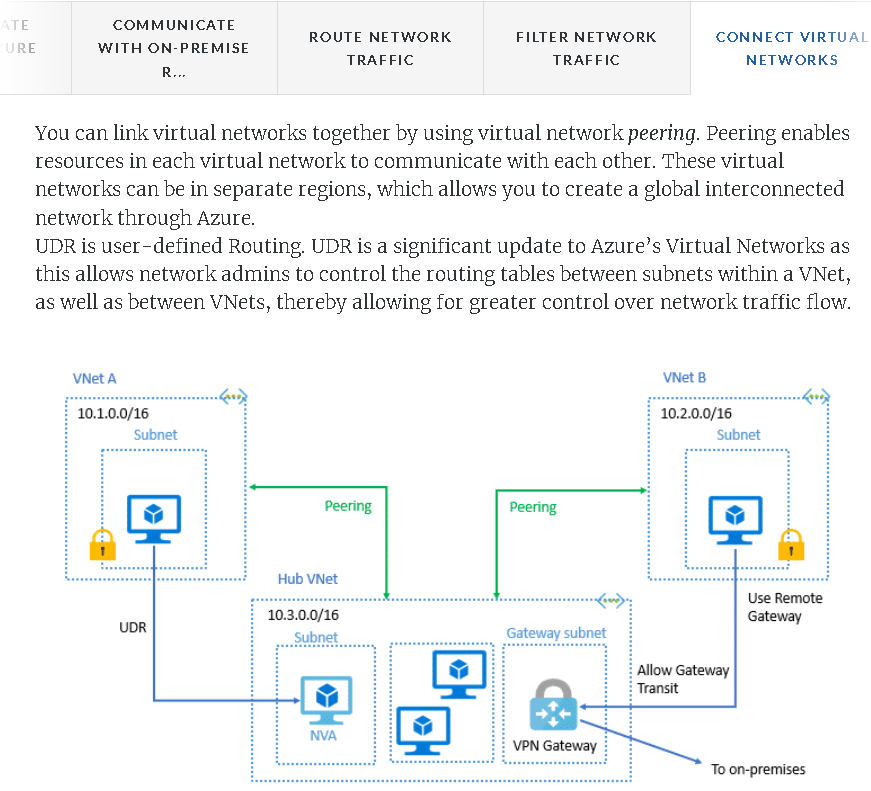 ATE
URE
COMMUNICATE
WITH ON-PREMISE
R...
ROUTE NETWORK
TRAFFIC
FILTER NETWORK
TRAFFIC
CONNECT VIRTUAL
NETWORKS
You can link virtual networks together by using virtual network peering. Peering enables
resources in each virtual network to communicate with each other. These virtual
networks can be in separate regions, which allows you to create a global interconnected
network through Azure.
UDR is user-defined Routing. UDR is a significant update to Azure’s Virtual Networks as
this allows network admins to control the routing tables between subnets within a VNet,
as well as between VNets, thereby allowing for greater control over network traffic flow.
VNet A
10.1.0.0/16
Subnet
VNet B
10.2.0.0/16
Subnet
Peering
Peering
Hub VNet
10.3.0.0/16
Subnet
Gateway subnet
UDR
Use Remote
Gateway
Allow Gateway
Transit
NVA
VPN Gateway
To on-premises